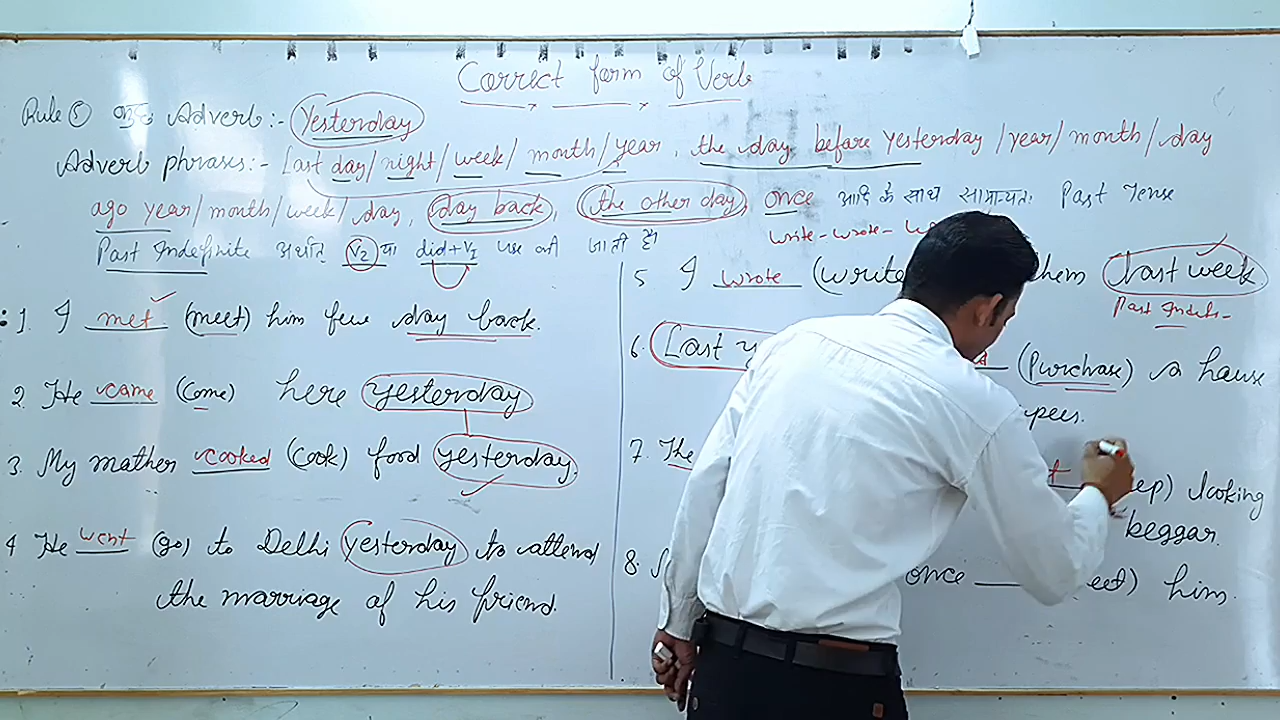 Correct form of Verb
Rule ① कुछ Adverb :- Yesterday
Adverb phrases :- Last day/night/week/month/year, the day before yesterday/year/month/day
ago year/month/week/day, day back, the other day, once आदि के साथ सामान्यतः Past Tense
Past Indefinite अर्थात V2 या did+V1 use की जाती है।
1. I met (meet) him few day back.
2. He came (Come) here yesterday
3. My mother cooked (Cook) food yesterday
4 He went (go) to Delhi yesterday to attend
the marriage of his friend.
write - wrote -
5 I wrote (write them last week
Past Indefi-
6. Last (Purchase) a house
7. The looking
beggar.
8. once ____ him.